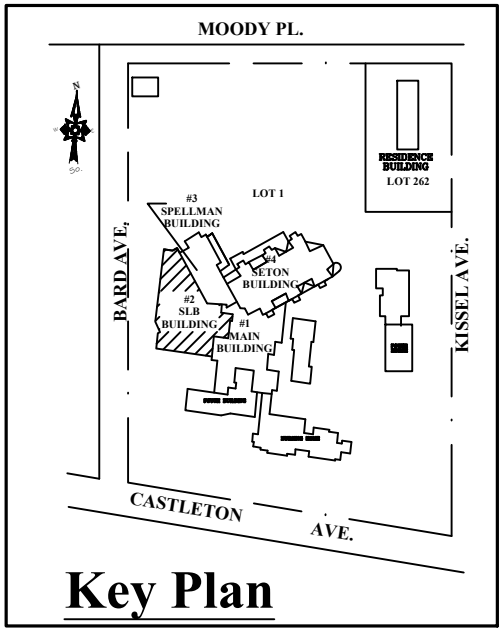 MOODY PL.
N
RESIDENCE
BUILDING
LOT 262
LOT 1
#3
SPELLMAN
BUILDING
BARD AVE.
KISSEL AVE.
#4
SETON
BUILDING
#2
SLB
BUILDING
#1
MAIN
BUILDING
CASTLETON AVE.
Key Plan